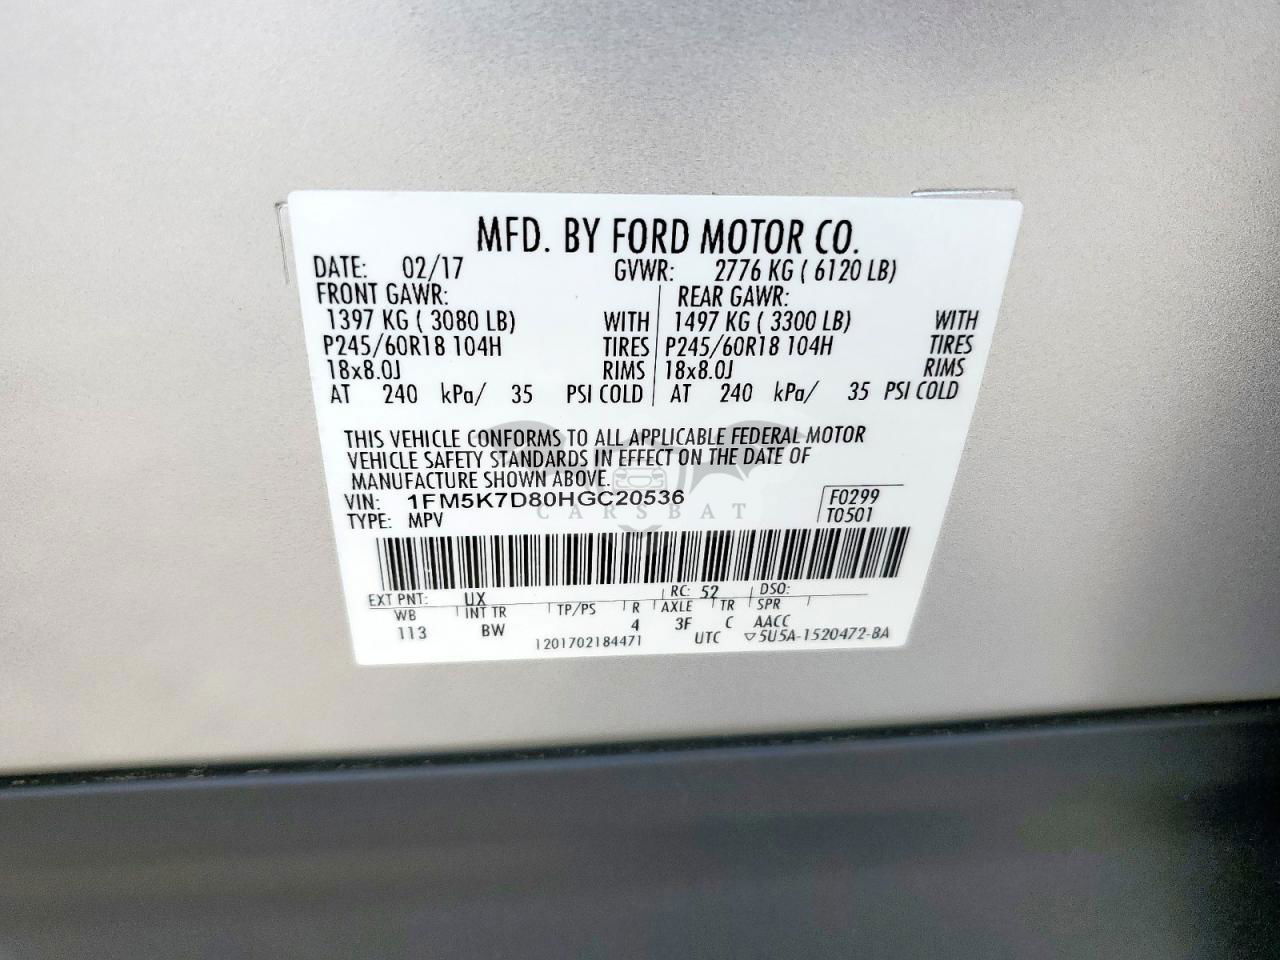 MFD. BY FORD MOTOR CO.
DATE: 02/17 GVWR: 2776 KG ( 6120 LB)
FRONT GAWR: REAR GAWR:
1397 KG ( 3080 LB) WITH 1497 KG ( 3300 LB) WITH
P245/60R18 104H TIRES P245/60R18 104H TIRES
18x8.0J RIMS 18x8.0J RIMS
AT 240 kPa/ 35 PSI COLD AT 240 kPa/ 35 PSI COLD
THIS VEHICLE CONFORMS TO ALL APPLICABLE FEDERAL MOTOR
VEHICLE SAFETY STANDARDS IN EFFECT ON THE DATE OF
MANUFACTURE SHOWN ABOVE.
VIN: 1FM5K7D80HGC20536 F0299
CARSBAT
TYPE: MPV T0501
EXT PNT: UX RC: 52 DSO:
WB INT TR TP/PS R AXLE TR SPR
113 BW 4 3F C AACC
1201702184471 UTC ▽5U5A-1520472-BA